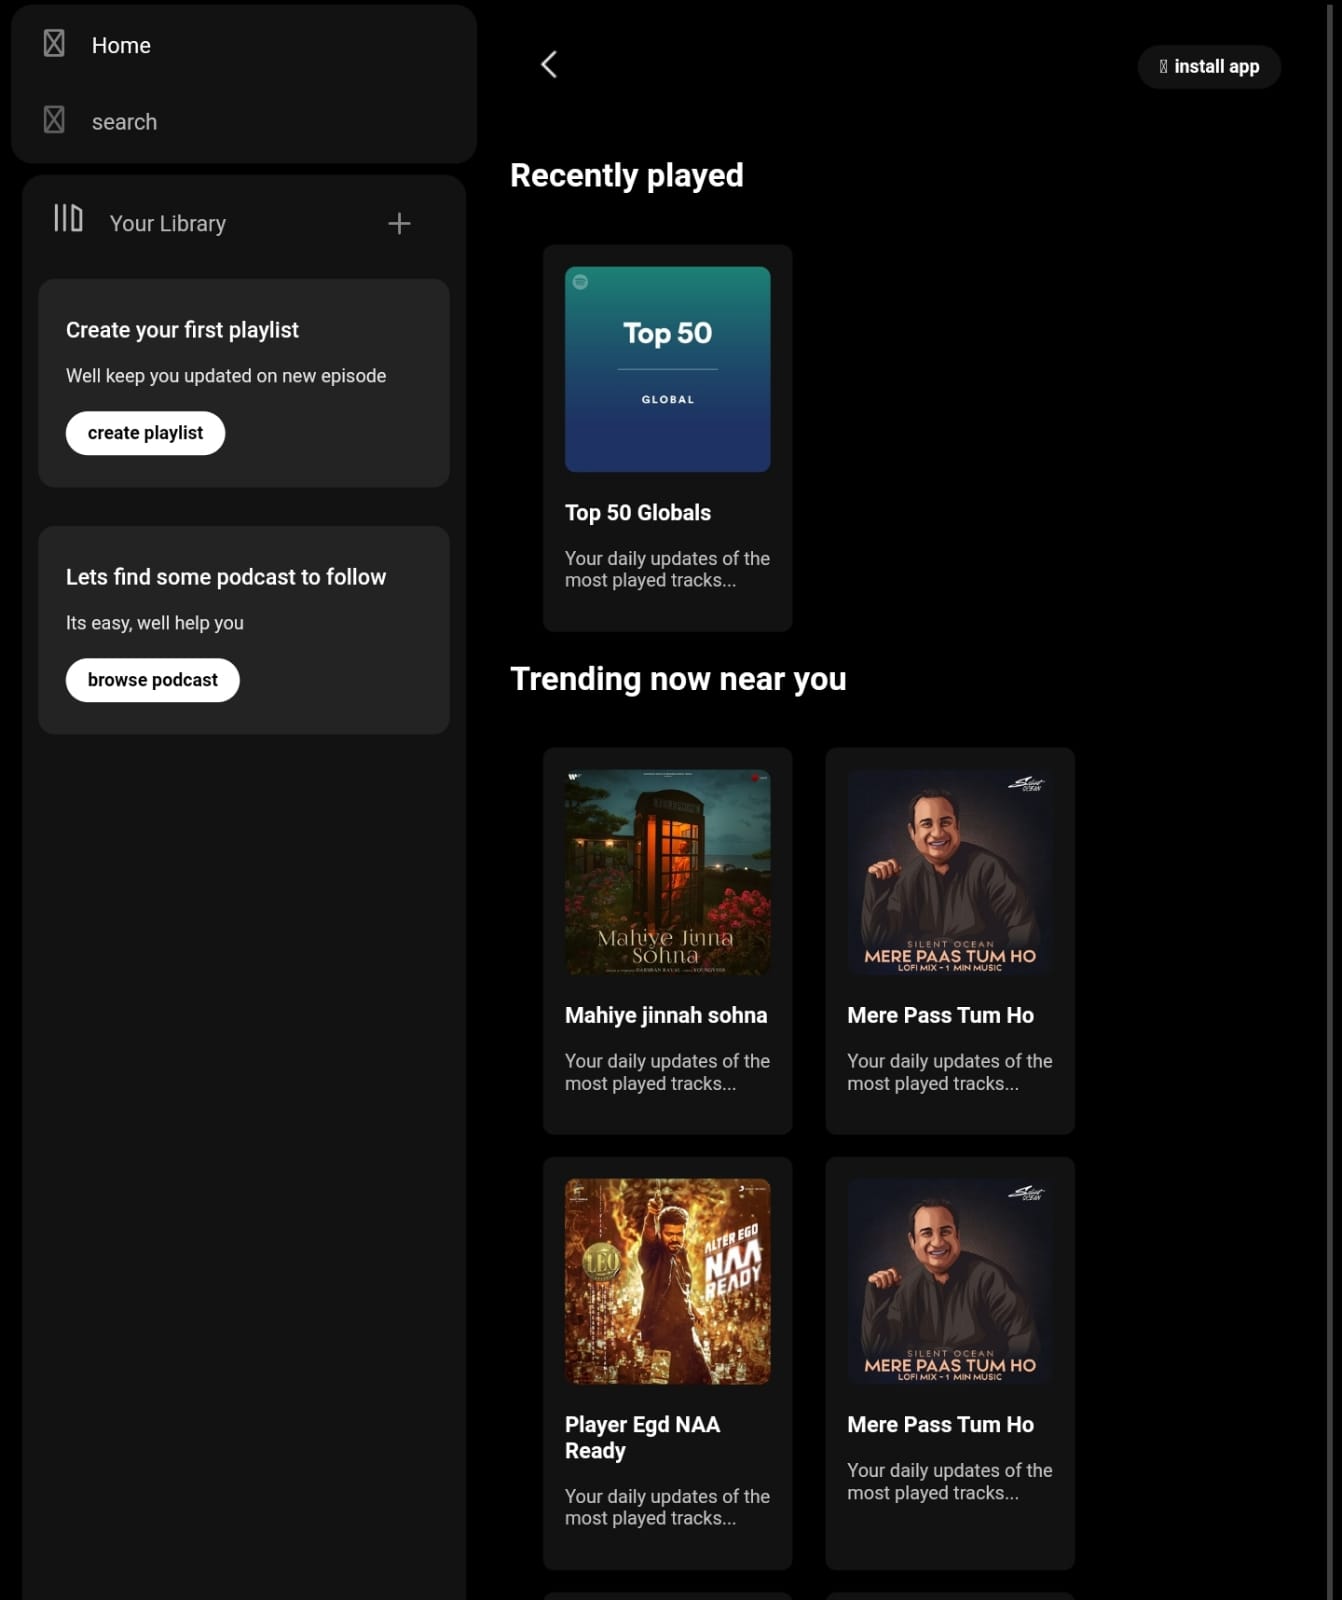 Home
search
install app
Your Library
Create your first playlist
Well keep you updated on new episode
create playlist
Lets find some podcast to follow
Its easy, well help you
browse podcast
Recently played
Top 50
GLOBAL
Top 50 Globals
Your daily updates of the
most played tracks...
Trending now near you
TELEPHONE
Mahiye Jinna
Sohna
Mahiye jinnah sohna
Your daily updates of the
most played tracks...
Silent
OCEAN
SILENT OCEAN
MERE PAAS TUM HO
LOFI MIX - 1 MIN MUSIC
Mere Pass Tum Ho
Your daily updates of the
most played tracks...
LEO
ALTER EGO
NAA
READY
Player Egd NAA
Ready
Your daily updates of the
most played tracks...
Silent
OCEAN
SILENT OCEAN
MERE PAAS TUM HO
LOFI MIX - 1 MIN MUSIC
Mere Pass Tum Ho
Your daily updates of the
most played tracks...